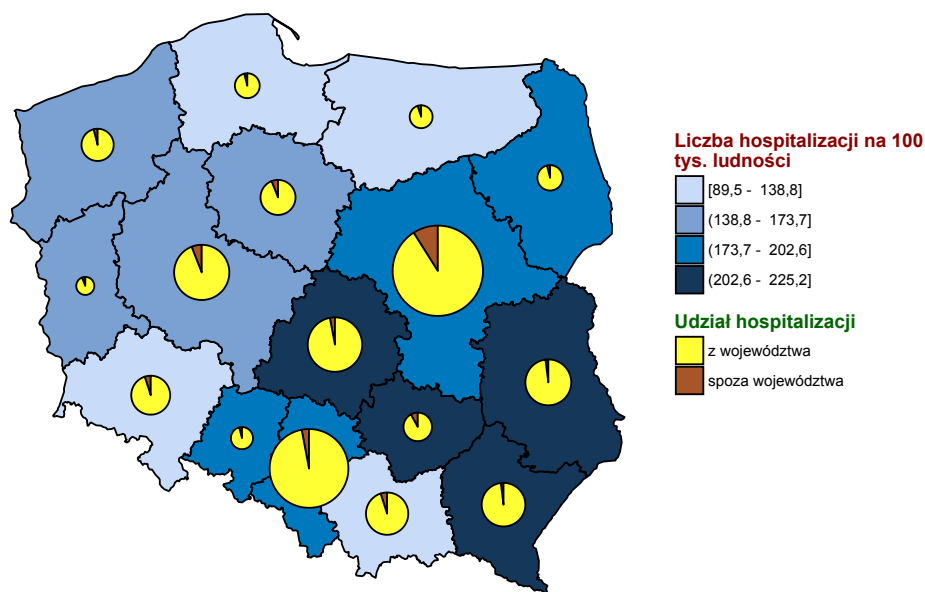 Liczba hospitalizacji na 100
tys. ludności
[89,5 - 138,8]
(138,8 - 173,7]
(173,7 - 202,6]
(202,6 - 225,2]
Udział hospitalizacji
z województwa
spoza województwa